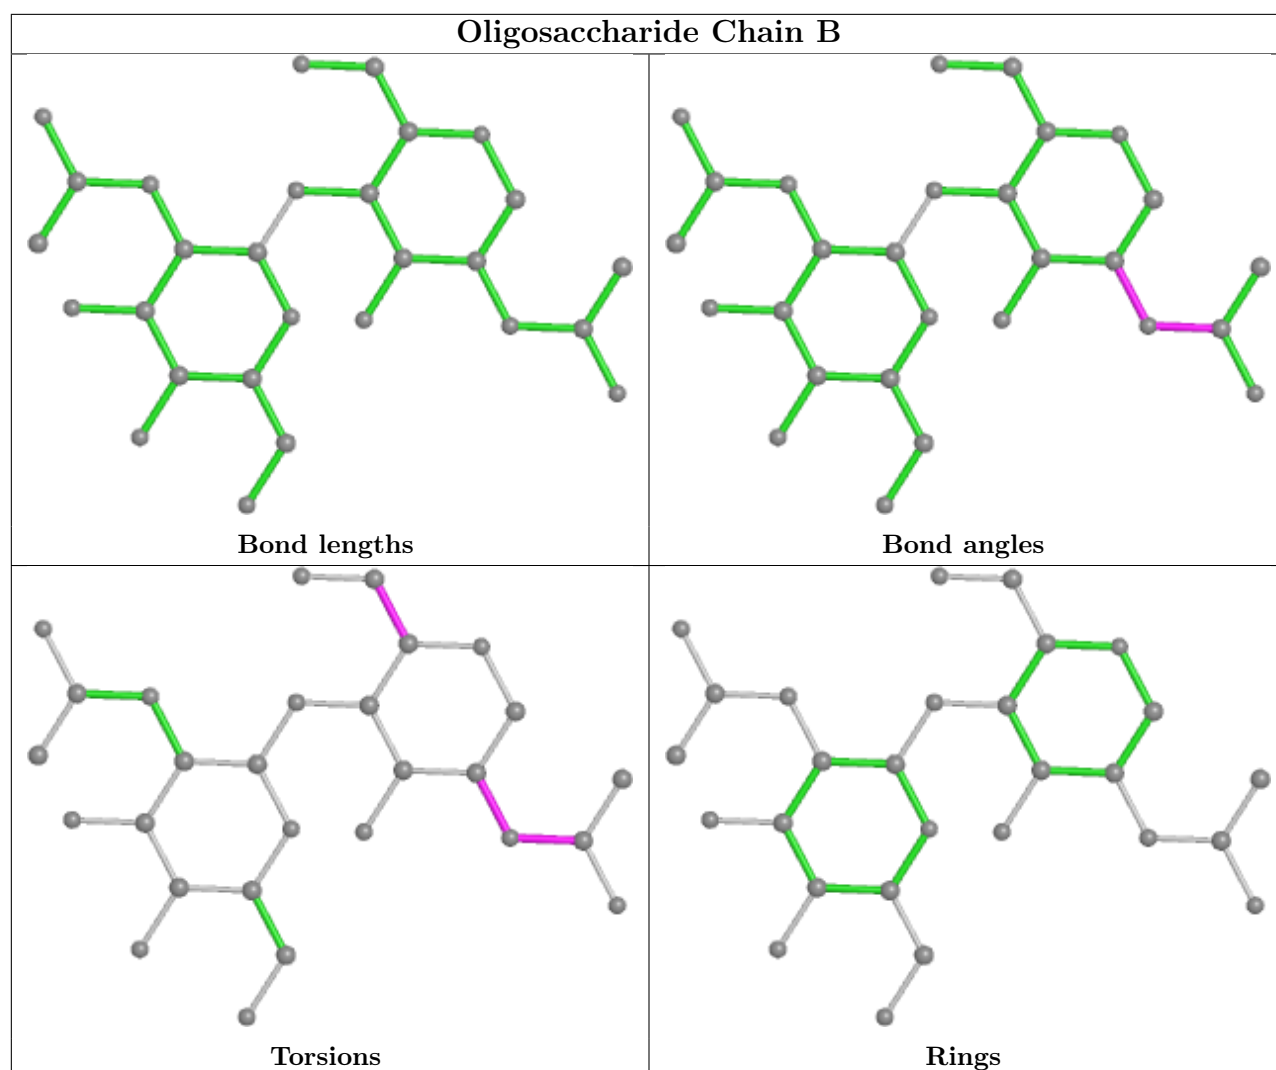 Oligosaccharide Chain B
Bond lengths
Bond angles
Torsions
Rings